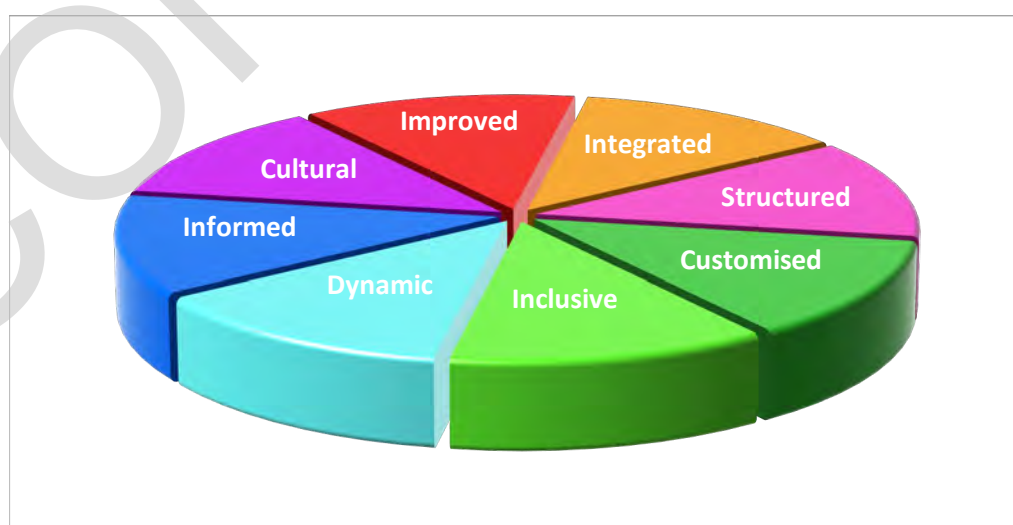 Improved
Integrated
Cultural
Structured
Informed
Customised
Dynamic
Inclusive